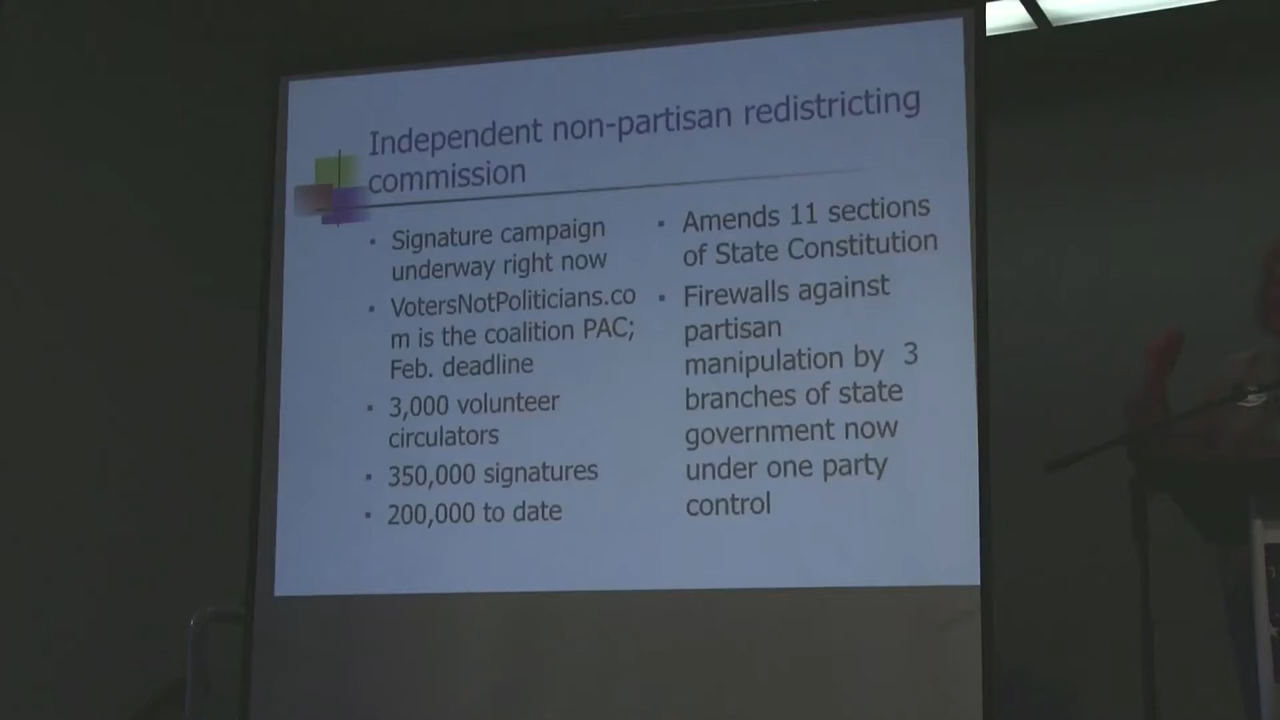 Independent non-partisan redistricting
commission
▪ Signature campaign
underway right now
▪ VotersNotPoliticians.co
m is the coalition PAC;
Feb. deadline
▪ 3,000 volunteer
circulators
▪ 350,000 signatures
▪ 200,000 to date
▪ Amends 11 sections
of State Constitution
▪ Firewalls against
partisan
manipulation by 3
branches of state
government now
under one party
control